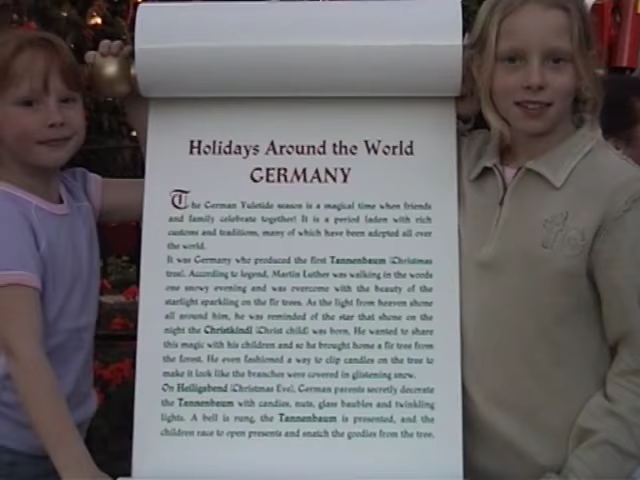 Holidays Around the World
GERMANY
The German Yuletide season is a magical time when friends
and family celebrate together! It is a period laden with rich
customs and traditions, many of which have been adopted all over
the world.
It was Germany who produced the first Tannenbaum (Christmas
tree). According to legend, Martin Luther was walking in the woods
one snowy evening and was overcome with the beauty of the
starlight sparkling on the fir trees. As the light from heaven shone
all around him, he was reminded of the star that shone on the
night the Christkindl (Christ child) was born. He wanted to share
this magic with his children and so he brought home a fir tree from
the forest. He even fashioned a way to clip candles on the tree to
make it look like the branches were covered in glistening snow.
On Heiligabend (Christmas Eve), German parents secretly decorate
the Tannenbaum with candies, nuts, glass baubles and twinkling
lights. A bell is rung, the Tannenbaum is presented, and the
children race to open presents and snatch the goodies from the tree.